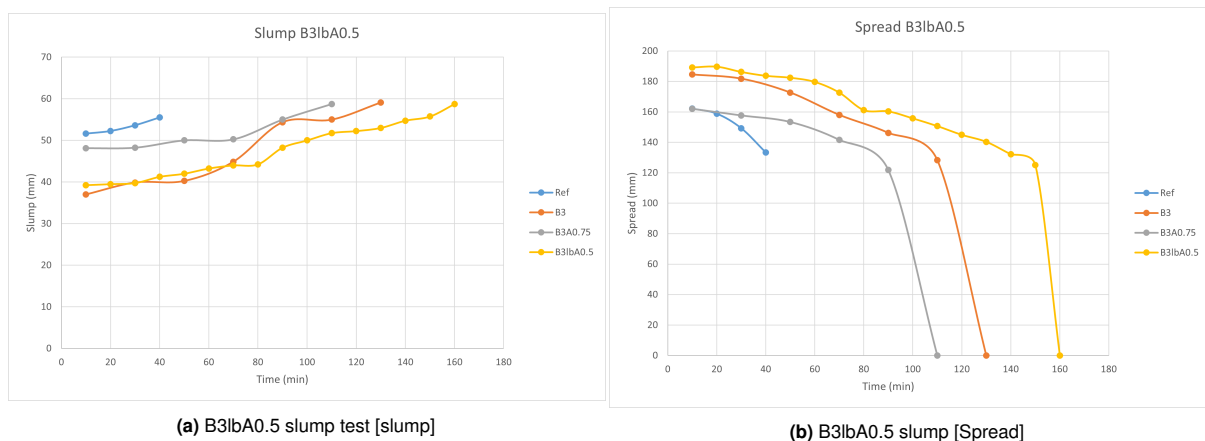 Slump B3lbA0.5
70
60
50
40
30
20
10
0
Slump (mm)
0 20 40 60 80 100 120 140 160 180
Time (min)
Ref
B3
B3A0.75
B3lbA0.5
(a) B3lbA0.5 slump test [slump]
Spread B3lbA0.5
200
180
160
140
120
100
80
60
40
20
0
Spread (mm)
0 20 40 60 80 100 120 140 160 180
Time (min)
Ref
B3
B3A0.75
B3lbA0.5
(b) B3lbA0.5 slump [Spread]